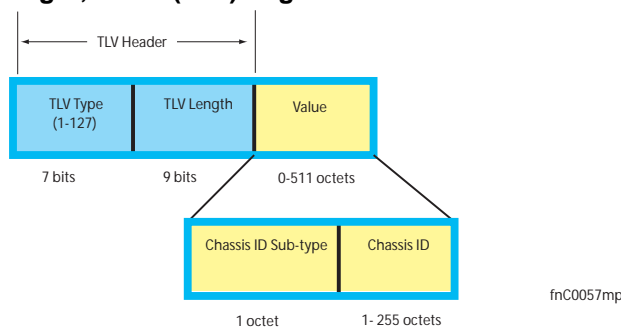 TLV Header
TLV Type
(1-127)
TLV Length
Value
7 bits
9 bits
0-511 octets
Chassis ID Sub-type
Chassis ID
fnC0057mp
1 octet
1- 255 octets